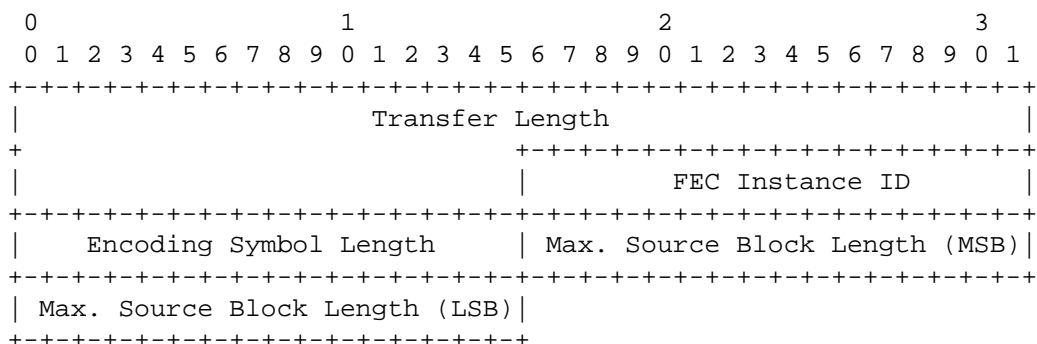 0                   1                   2                   3
 0 1 2 3 4 5 6 7 8 9 0 1 2 3 4 5 6 7 8 9 0 1 2 3 4 5 6 7 8 9 0 1
+-+-+-+-+-+-+-+-+-+-+-+-+-+-+-+-+-+-+-+-+-+-+-+-+-+-+-+-+-+-+-+-+
|                      Transfer Length                          |
+                               +-+-+-+-+-+-+-+-+-+-+-+-+-+-+-+-+
|                               |         FEC Instance ID       |
+-+-+-+-+-+-+-+-+-+-+-+-+-+-+-+-+-+-+-+-+-+-+-+-+-+-+-+-+-+-+-+-+
|    Encoding Symbol Length     | Max. Source Block Length (MSB)|
+-+-+-+-+-+-+-+-+-+-+-+-+-+-+-+-+-+-+-+-+-+-+-+-+-+-+-+-+-+-+-+-+
| Max. Source Block Length (LSB)|
+-+-+-+-+-+-+-+-+-+-+-+-+-+-+-+-+